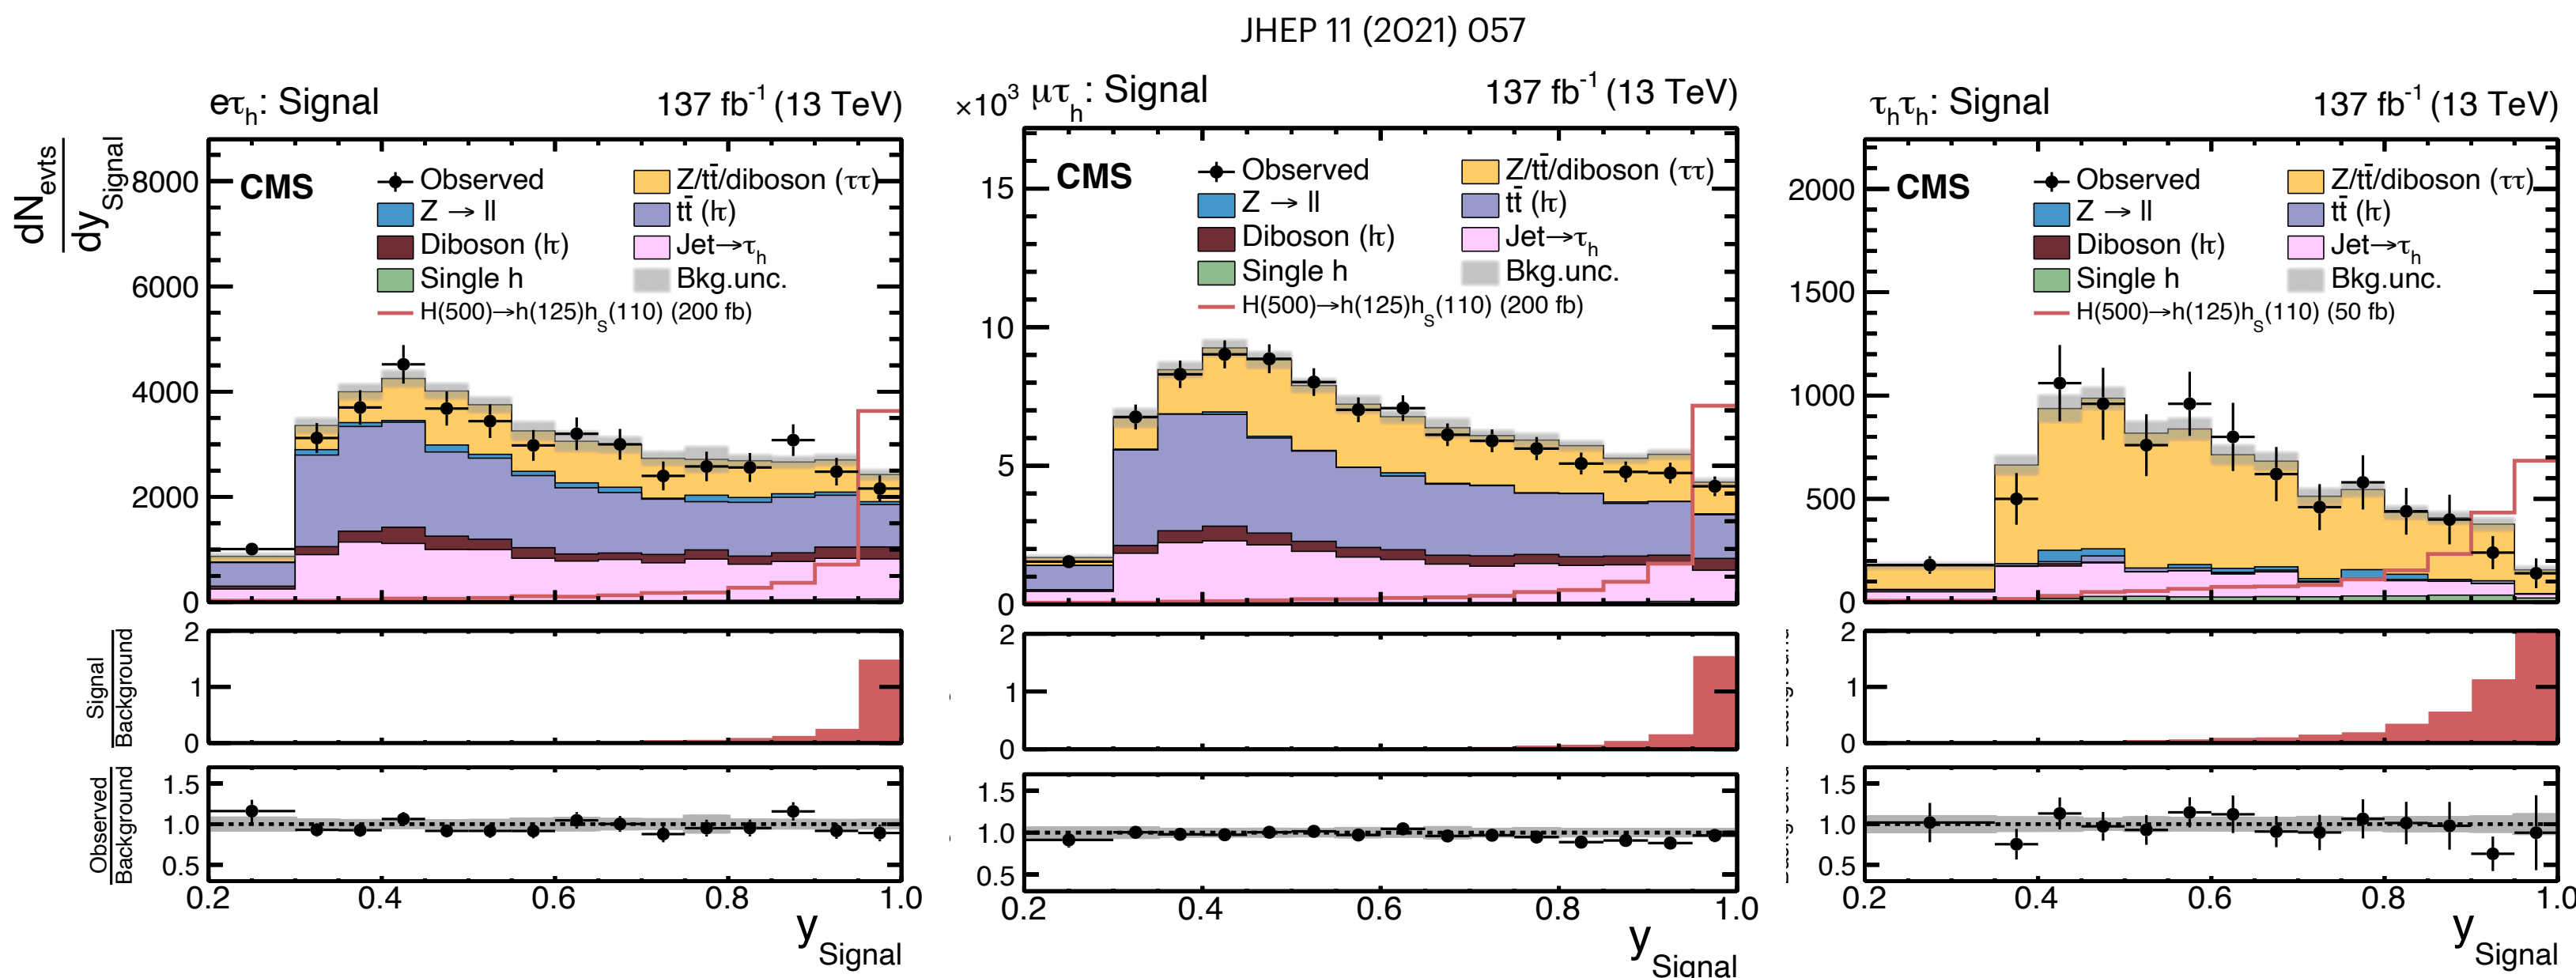 JHEP 11 (2021) 057
eτh: Signal 137 fb-1 (13 TeV)
dNevts
dySignal
CMS
Observed
Z/tt̄/diboson (ττ)
Z → ll
tt̄ (lτ)
Diboson (lτ)
Jet→τh
Single h
Bkg.unc.
H(500)→h(125)hS(110) (200 fb)
8000
6000
4000
2000
0
Signal
Background
2
1
0
Observed
Background
1.5
1.0
0.5
0.2 0.4 0.6 0.8 1.0
ySignal
×10³ μτh: Signal 137 fb-1 (13 TeV)
CMS
Observed
Z/tt̄/diboson (ττ)
Z → ll
tt̄ (lτ)
Diboson (lτ)
Jet→τh
Single h
Bkg.unc.
H(500)→h(125)hS(110) (200 fb)
15
10
5
0
2
1
0
1.5
1.0
0.5
0.2 0.4 0.6 0.8 1.0
ySignal
τhτh: Signal 137 fb-1 (13 TeV)
CMS
Observed
Z/tt̄/diboson (ττ)
Z → ll
tt̄ (lτ)
Diboson (lτ)
Jet→τh
Single h
Bkg.unc.
H(500)→h(125)hS(110) (50 fb)
2000
1500
1000
500
0
2
1
0
1.5
1.0
0.5
0.2 0.4 0.6 0.8 1.0
ySignal